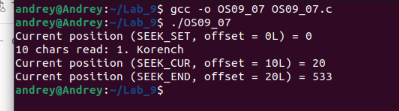 andrey@Andrey:~/Lab_9$ gcc -o OS09_07 OS09_07.c
andrey@Andrey:~/Lab_9$ ./OS09_07
Current position (SEEK_SET, offset = 0L) = 0
10 chars read: 1. Korench
Current position (SEEK_CUR, offset = 10L) = 20
Current position (SEEK_END, offset = 20L) = 533
andrey@Andrey:~/Lab_9$